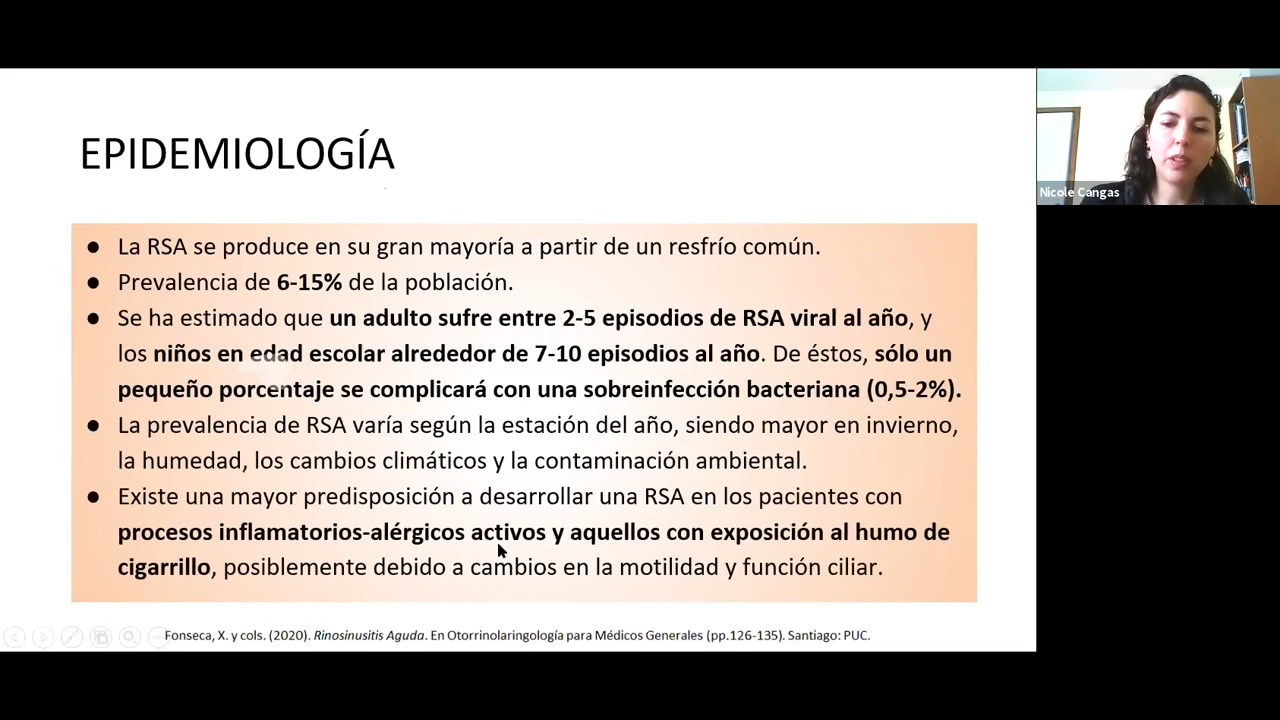 EPIDEMIOLOGÍA
● La RSA se produce en su gran mayoría a partir de un resfrío común.
● Prevalencia de 6-15% de la población.
● Se ha estimado que un adulto sufre entre 2-5 episodios de RSA viral al año, y
los niños en edad escolar alrededor de 7-10 episodios al año. De éstos, sólo un
pequeño porcentaje se complicará con una sobreinfección bacteriana (0,5-2%).
● La prevalencia de RSA varía según la estación del año, siendo mayor en invierno,
la humedad, los cambios climáticos y la contaminación ambiental.
● Existe una mayor predisposición a desarrollar una RSA en los pacientes con
procesos inflamatorios-alérgicos activos y aquellos con exposición al humo de
cigarrillo, posiblemente debido a cambios en la motilidad y función ciliar.
Fonseca, X. y cols. (2020). Rinosinusitis Aguda. En Otorrinolaringología para Médicos Generales (pp.126-135). Santiago: PUC.
Nicole Cangas